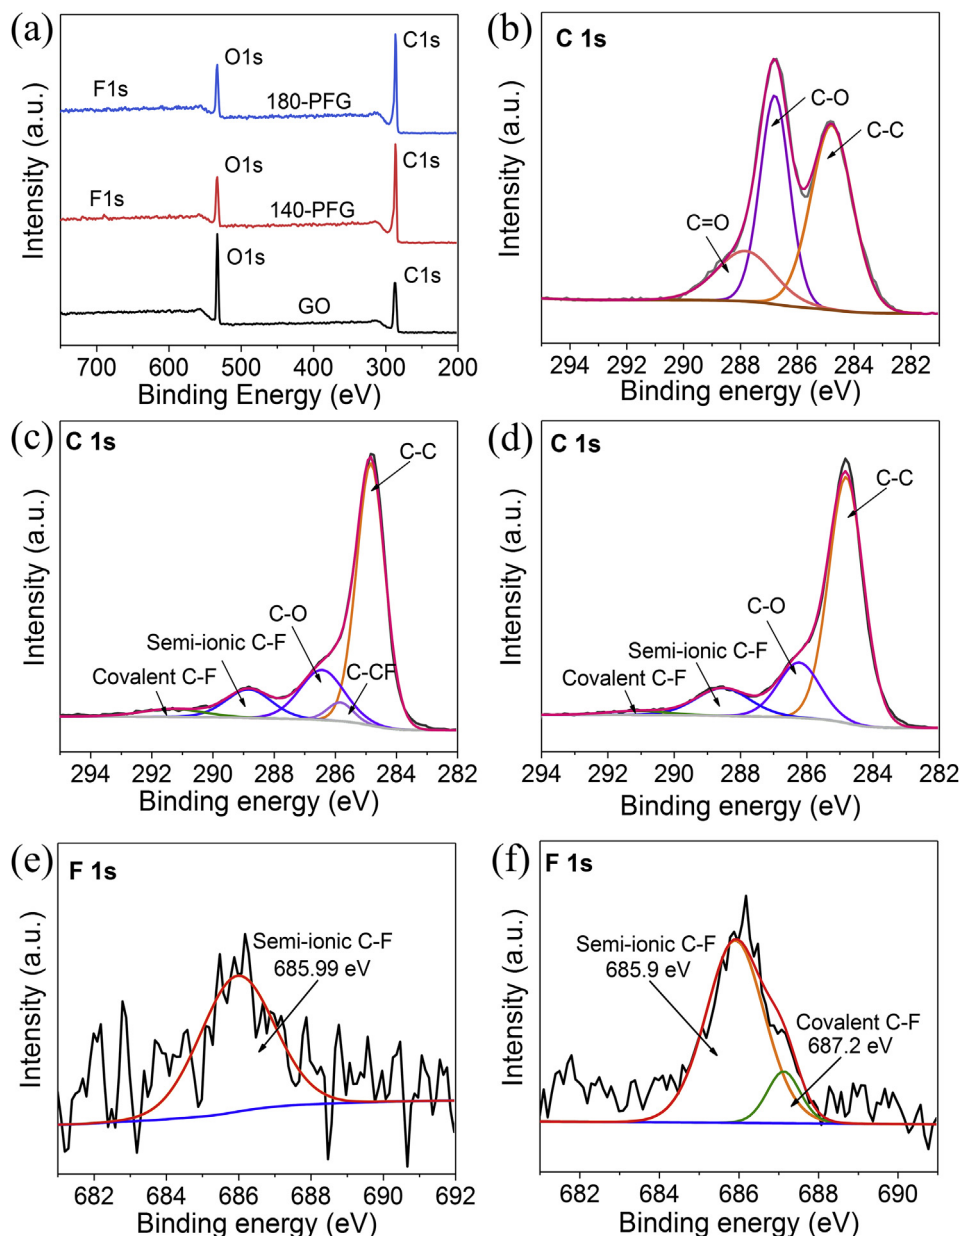 (a)
Intensity (a.u.)
F1s
O1s
180-PFG
C1s
F1s
O1s
140-PFG
C1s
O1s
GO
C1s
700 600 500 400 300 200
Binding Energy (eV)
(b)
C 1s
Intensity (a.u.)
C-O
C-C
C=O
294 292 290 288 286 284 282
Binding energy (eV)
(c)
C 1s
Intensity (a.u.)
C-C
C-O
Semi-ionic C-F
Covalent C-F
C-CF
294 292 290 288 286 284 282
Binding energy (eV)
(d)
C 1s
Intensity (a.u.)
C-C
C-O
Semi-ionic C-F
Covalent C-F
294 292 290 288 286 284 282
Binding energy (eV)
(e)
F 1s
Intensity (a.u.)
Semi-ionic C-F
685.99 eV
682 684 686 688 690 692
Binding energy (eV)
(f)
F 1s
Intensity (a.u.)
Semi-ionic C-F
685.9 eV
Covalent C-F
687.2 eV
682 684 686 688 690
Binding energy (eV)